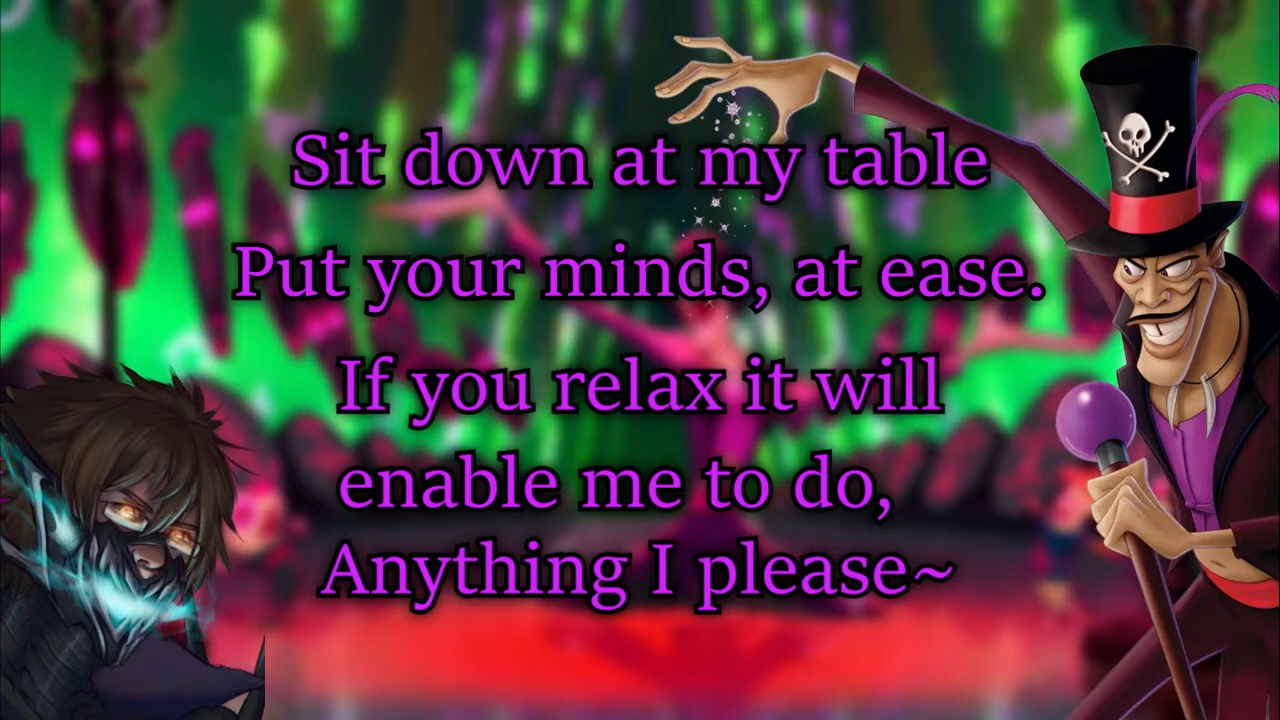 Sit down at my table
Put your minds, at ease.
If you relax it will
enable me to do,
Anything I please~